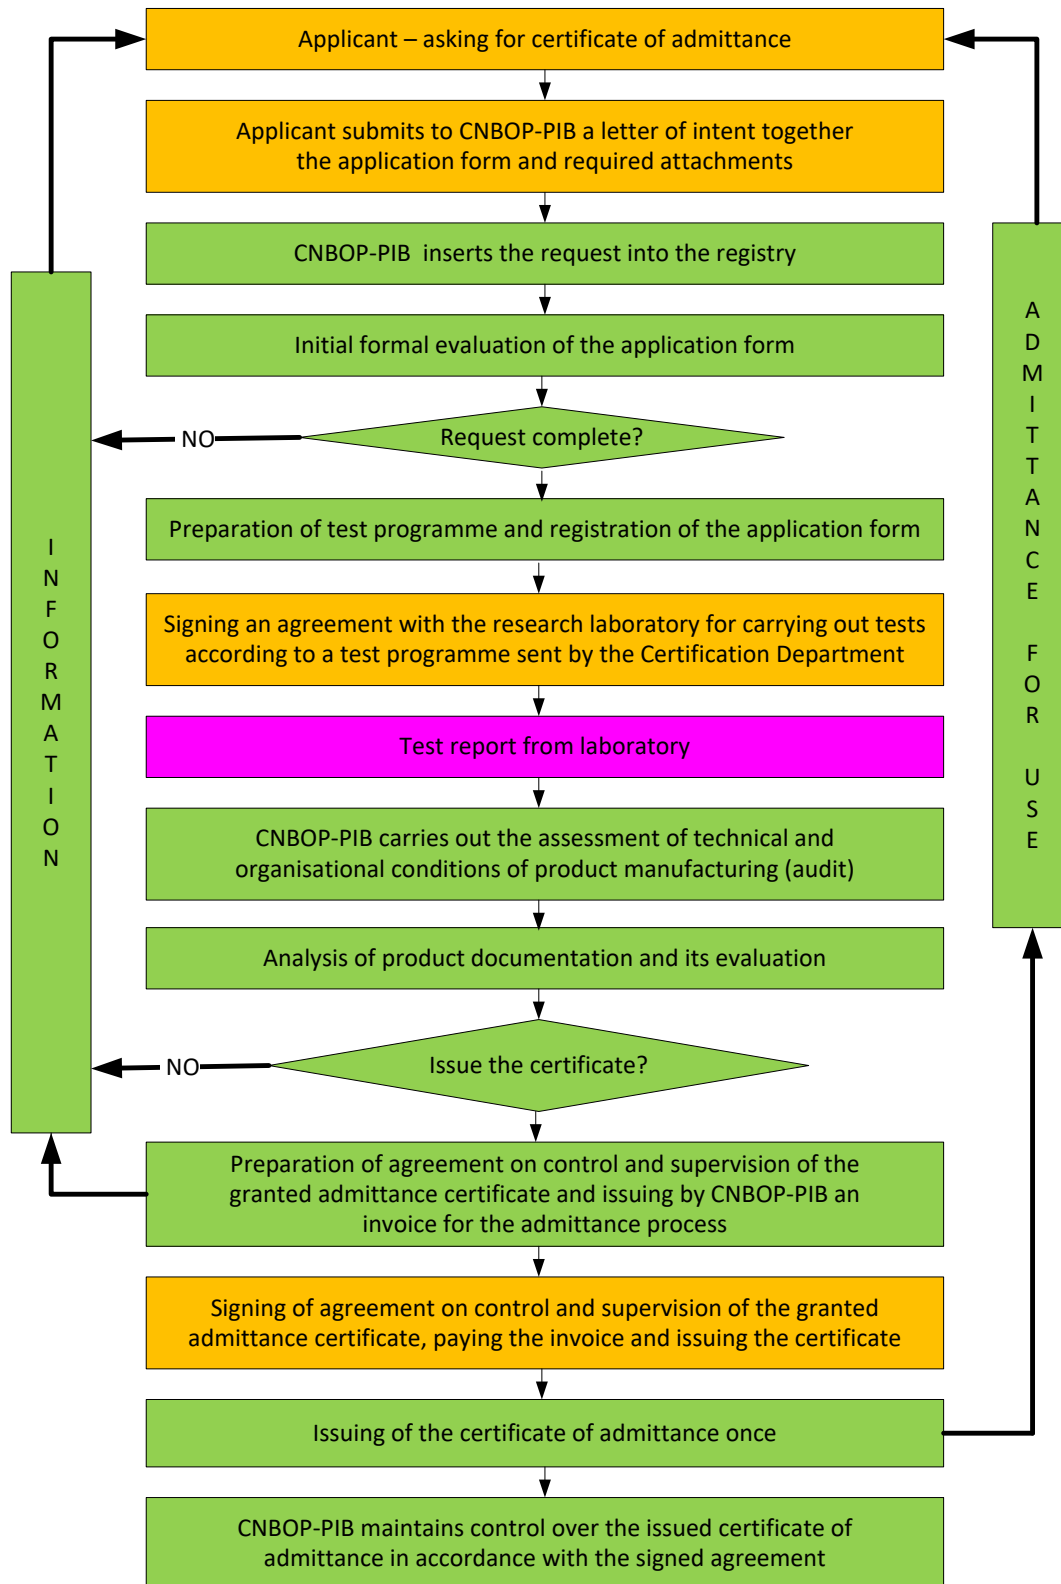 Applicant – asking for certificate of admittance
Applicant submits to CNBOP-PIB a letter of intent together
the application form and required attachments
CNBOP-PIB  inserts the request into the registry
Initial formal evaluation of the application form
Request complete?
NO
Preparation of test programme and registration of the application form
Signing an agreement with the research laboratory for carrying out tests
according to a test programme sent by the Certification Department
Test report from laboratory
CNBOP-PIB carries out the assessment of technical and
organisational conditions of product manufacturing (audit)
Analysis of product documentation and its evaluation
Issue the certificate?
NO
Preparation of agreement on control and supervision of the
granted admittance certificate and issuing by CNBOP-PIB an
invoice for the admittance process
Signing of agreement on control and supervision of the granted
admittance certificate, paying the invoice and issuing the certificate
Issuing of the certificate of admittance once
CNBOP-PIB maintains control over the issued certificate of
admittance in accordance with the signed agreement
INFORMATION
ADMITTANCE FOR USE